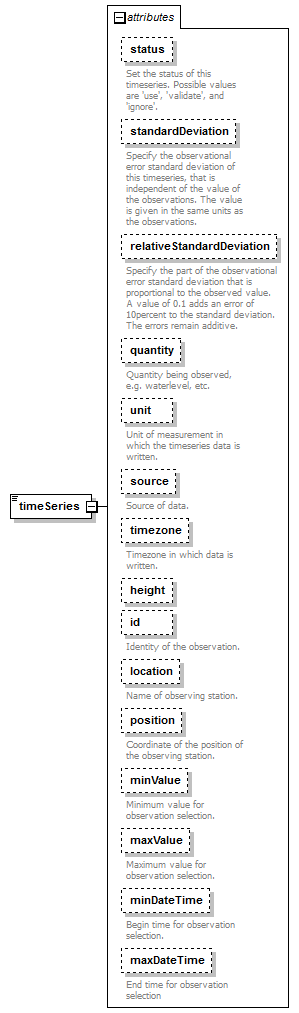 attributes
status
Set the status of this
timeseries. Possible values
are 'use', 'validate', and
'ignore'.
standardDeviation
Specify the observational
error standard deviation of
this timeseries, that is
independent of the value of
the observations. The value
is given in the same units as
the observations.
relativeStandardDeviation
Specify the part of the observational
error standard deviation that is
proportional to the observed value.
A value of 0.1 adds an error of
10percent to the standard deviation.
The errors remain additive.
quantity
Quantity being observed,
e.g. waterlevel, etc.
unit
Unit of measurement in
which the timeseries data is
written.
source
Source of data.
timeSeries
timezone
Timezone in which data is
written.
height
id
Identity of the observation.
location
Name of observing station.
position
Coordinate of the position of
the observing station.
minValue
Minimum value for
observation selection.
maxValue
Maximum value for
observation selection.
minDateTime
Begin time for observation
selection.
maxDateTime
End time for observation
selection